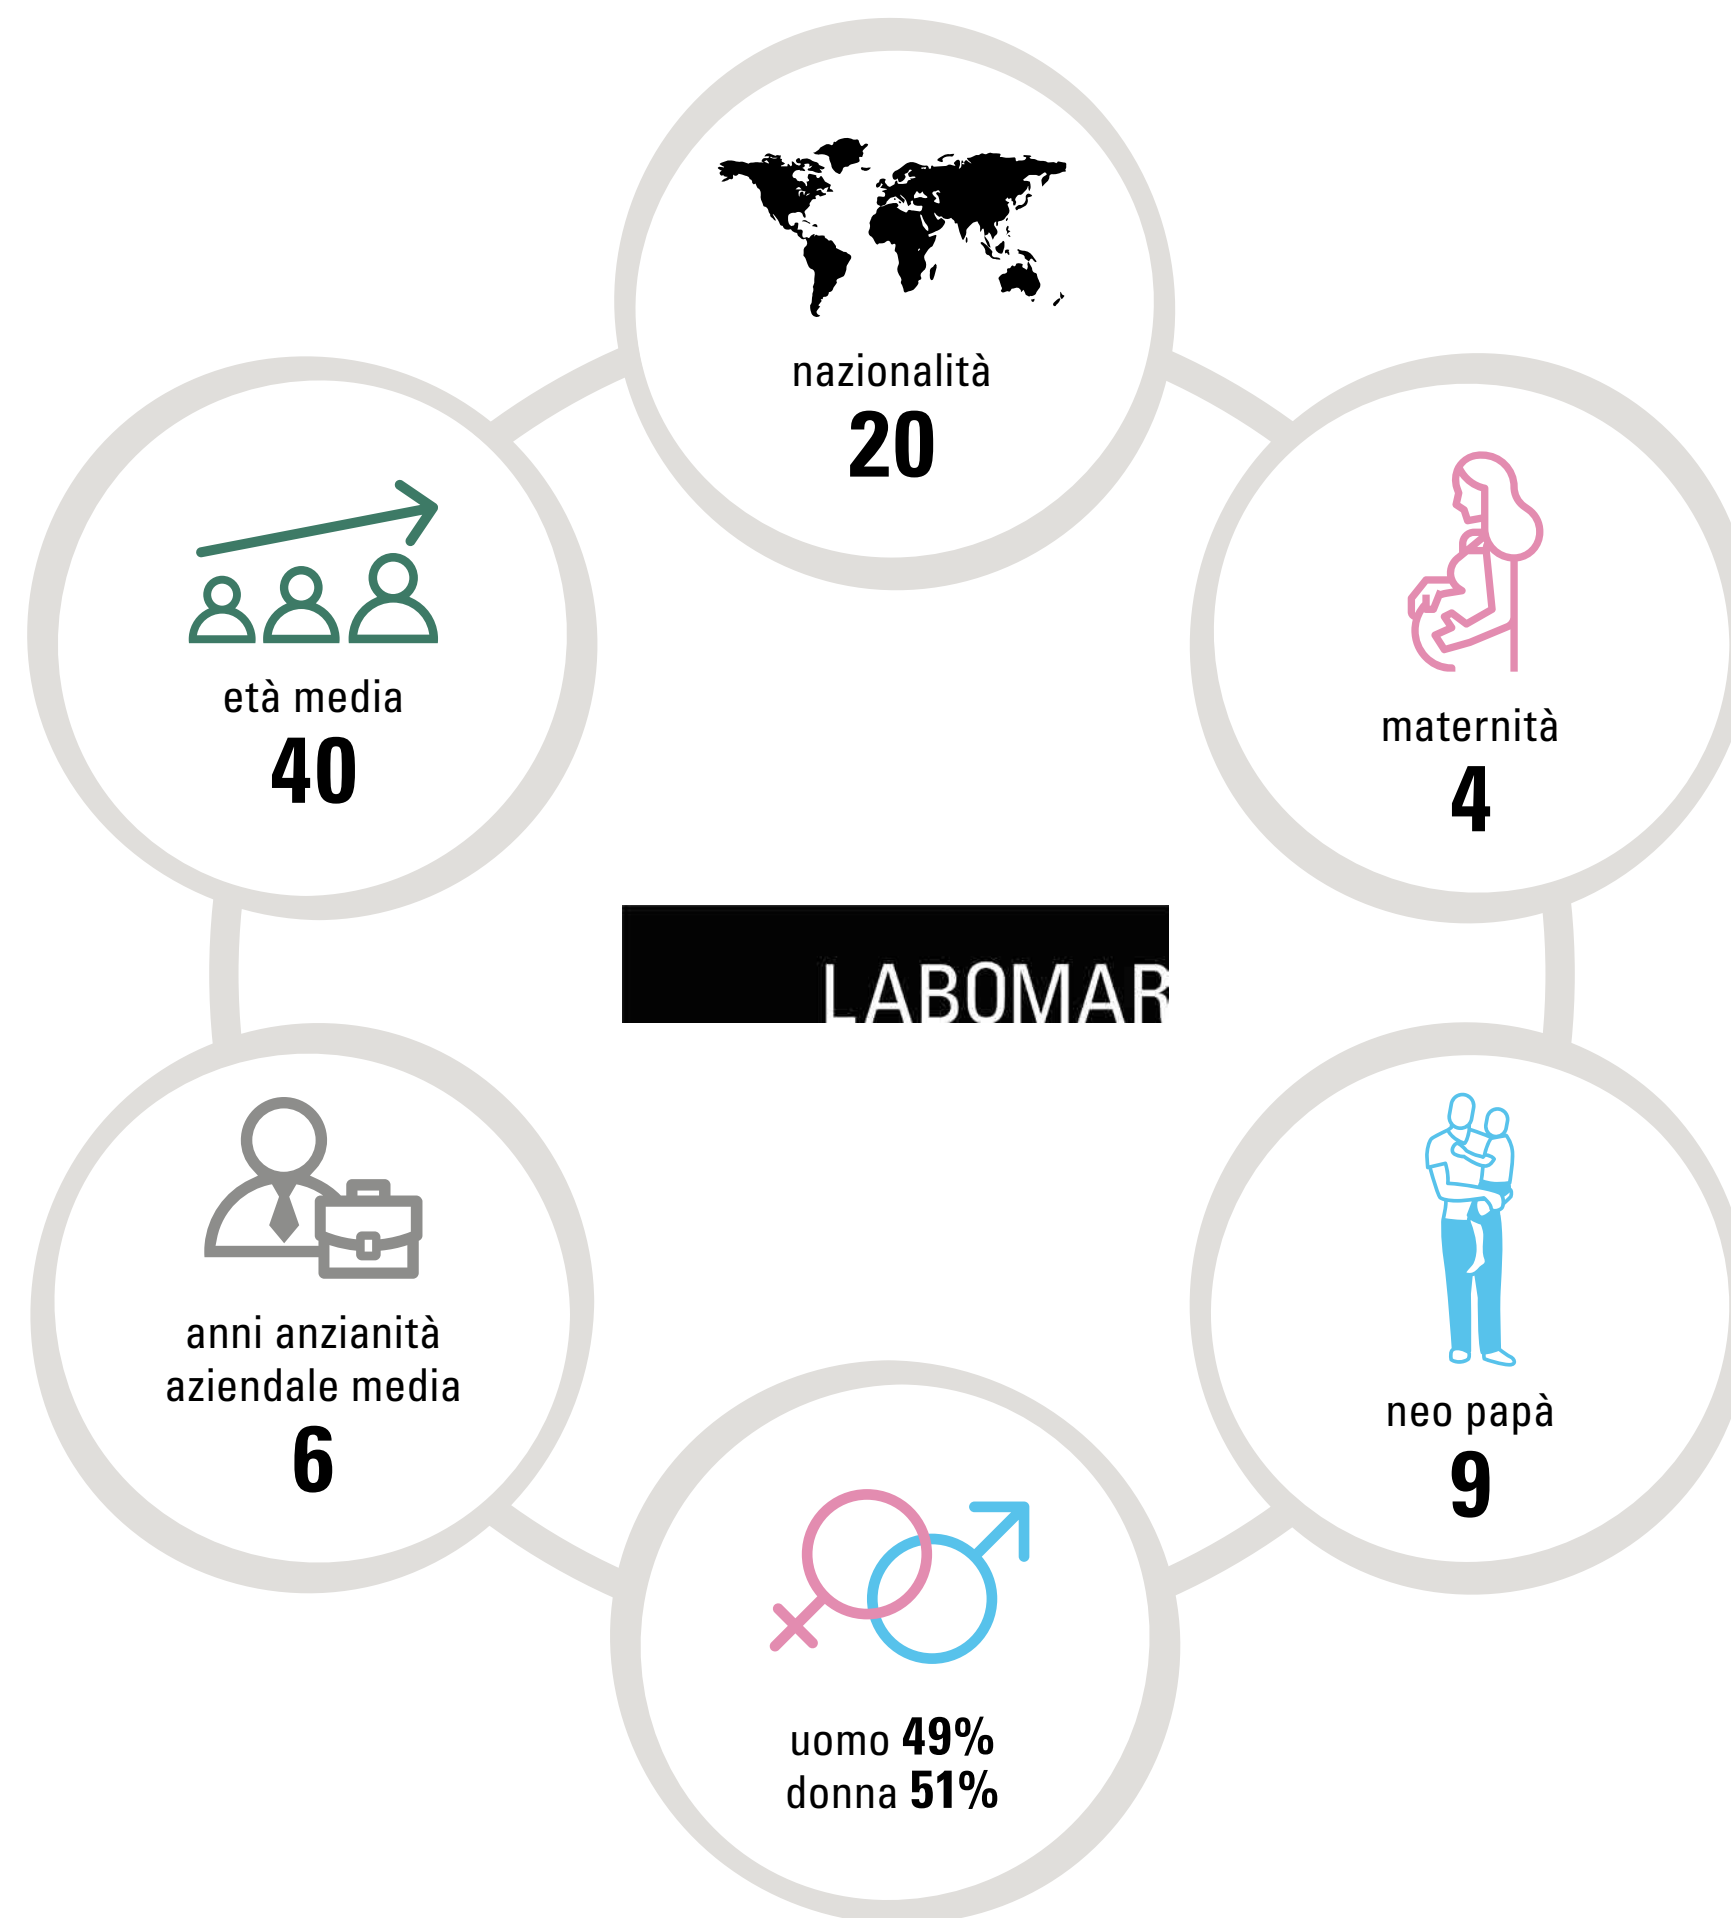 nazionalità
20
età media
40
maternità
4
LABOMAR
anni anzianità
aziendale media
6
neo papà
9
uomo 49%
donna 51%